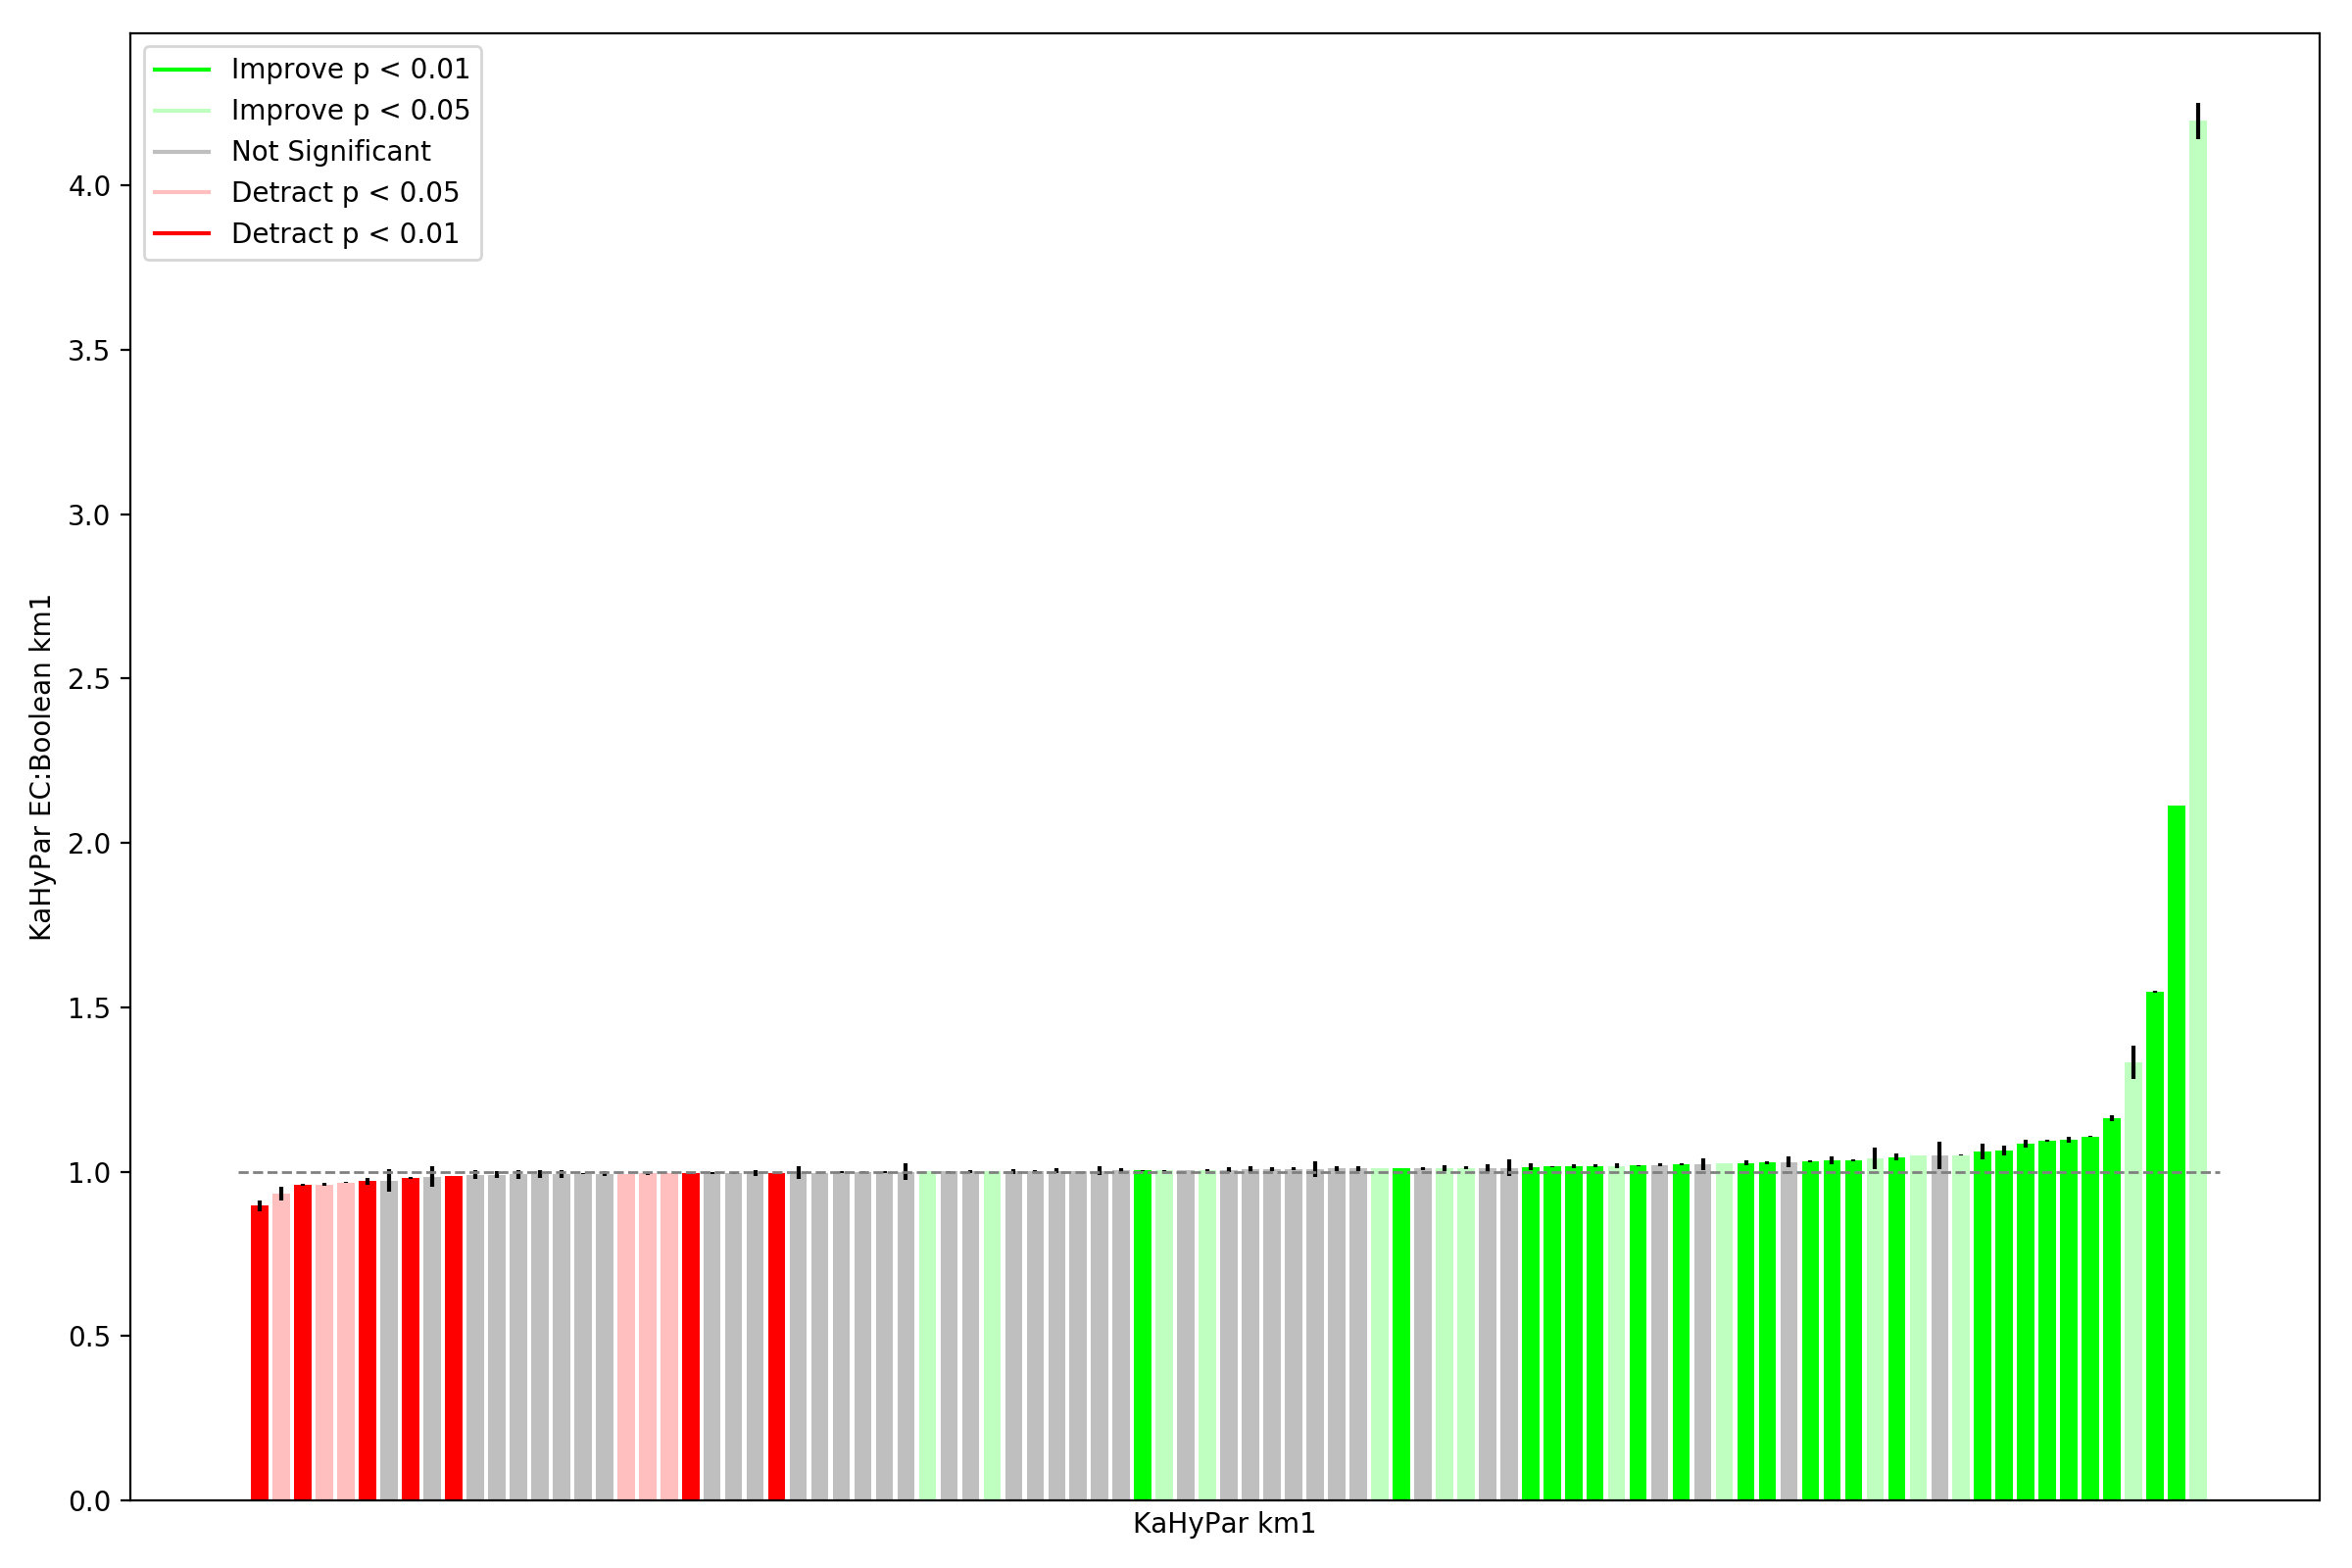 Improve p < 0.01
Improve p < 0.05
Not Significant
Detract p < 0.05
Detract p < 0.01
4.0
3.5
3.0
2.5
2.0
1.5
1.0
0.5
0.0
KaHyPar EC:Boolean km1
KaHyPar km1